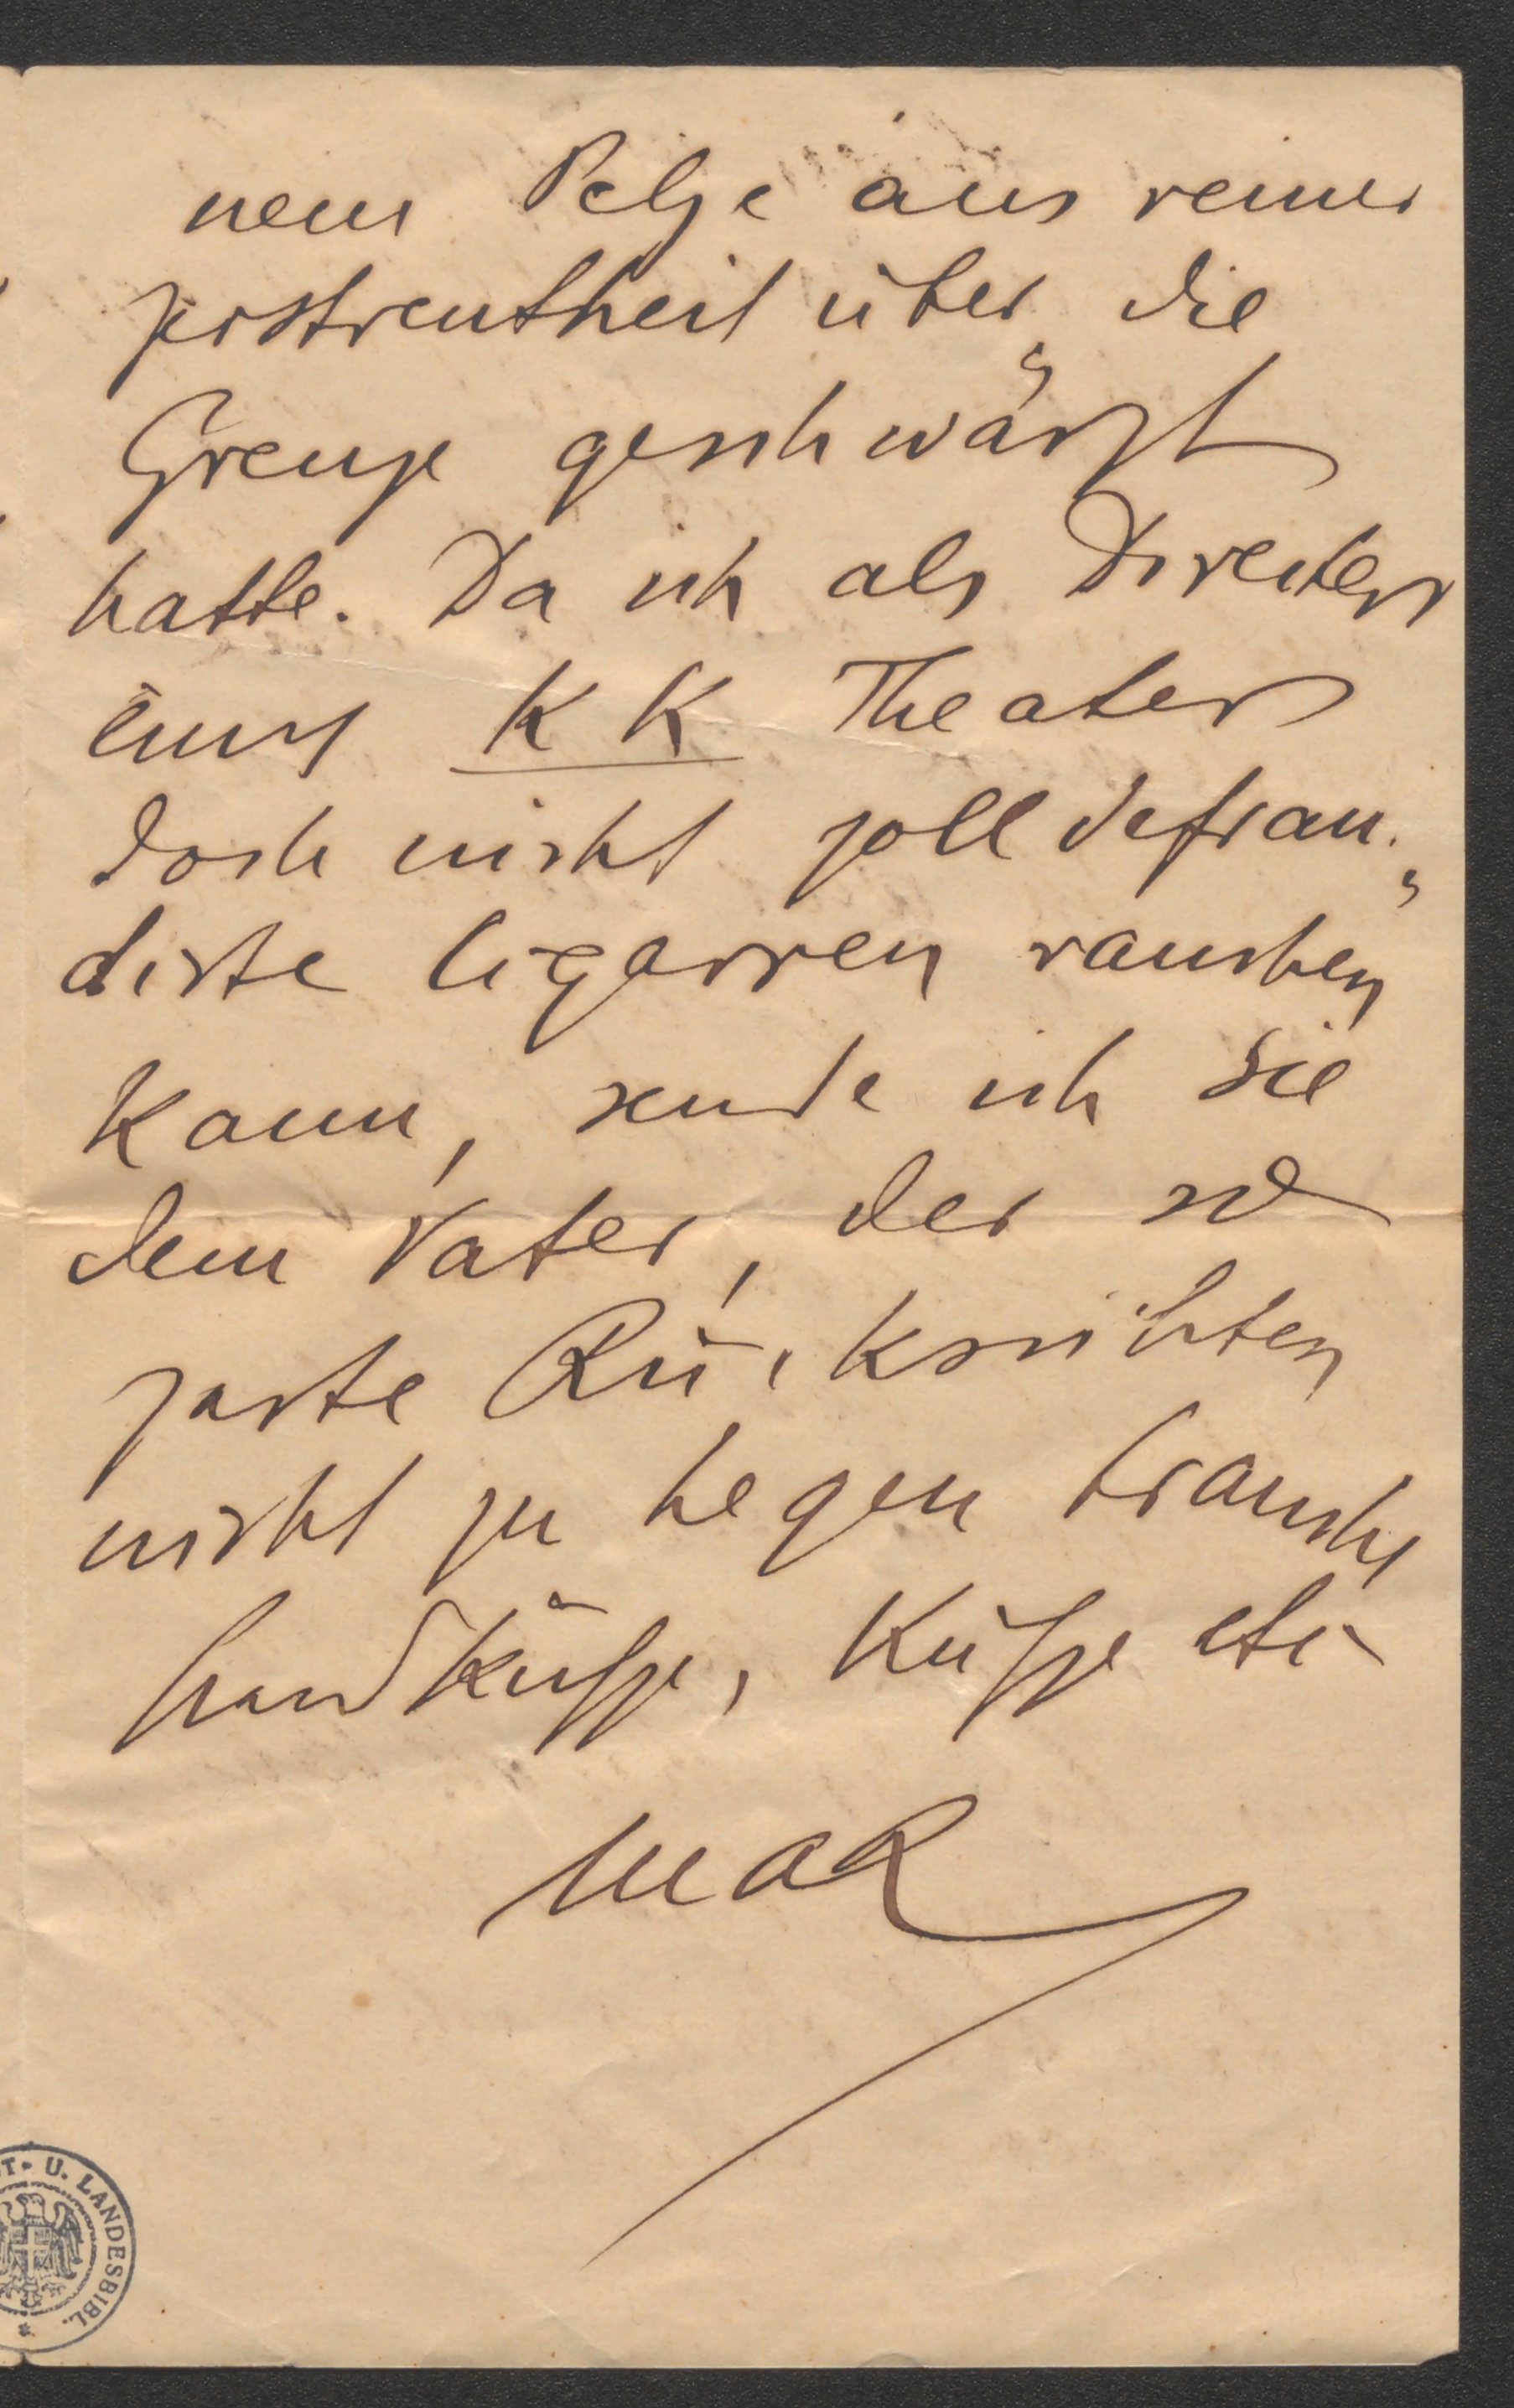 nem Pelze aus reiner
zerstreutheit über die
Grenze geschwärzt
hatte. Da ich als Director
eines K K Theaters
doch nicht zolldefrau-
dirte Cigarren rauchen
kann, sende ich sie
dem Vater, der so
zarte Rücksichten
nicht zu hegen braucht
Handküsse, Küsse etc
Max
T- U. LANDESBIBL.